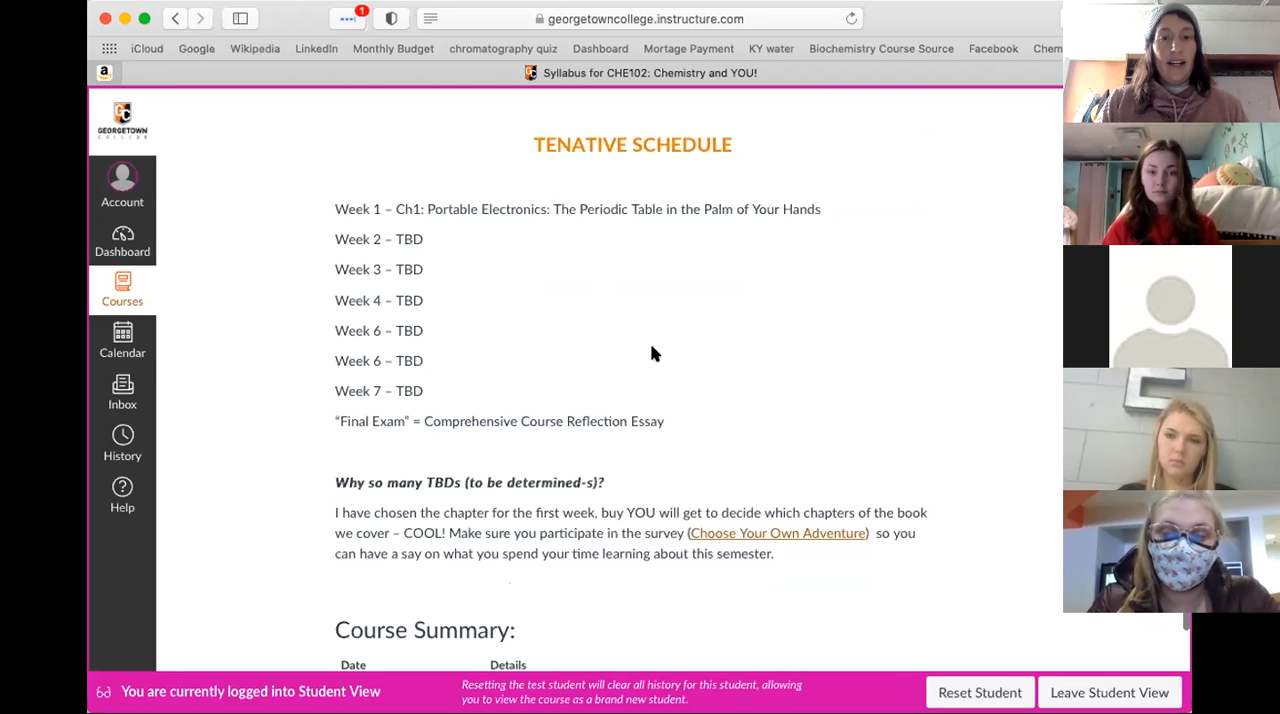 1
georgetowncollege.instructure.com
iCloud Google Wikipedia LinkedIn Monthly Budget chromatography quiz Dashboard Mortage Payment KY water Biochemistry Course Source Facebook Chem
a
Syllabus for CHE102: Chemistry and YOU!
GC
GEORGETOWN
COLLEGE
Account
Dashboard
Courses
Calendar
Inbox
History
Help
TENATIVE SCHEDULE
Week 1 – Ch1: Portable Electronics: The Periodic Table in the Palm of Your Hands
Week 2 – TBD
Week 3 – TBD
Week 4 – TBD
Week 6 – TBD
Week 6 – TBD
Week 7 – TBD
“Final Exam” = Comprehensive Course Reflection Essay
Why so many TBDs (to be determined-s)?
I have chosen the chapter for the first week, buy YOU will get to decide which chapters of the book
we cover – COOL! Make sure you participate in the survey (Choose Your Own Adventure) so you
can have a say on what you spend your time learning about this semester.
Course Summary:
Date Details
You are currently logged into Student View
Resetting the test student will clear all history for this student, allowing
you to view the course as a brand new student.
Reset Student
Leave Student View
E